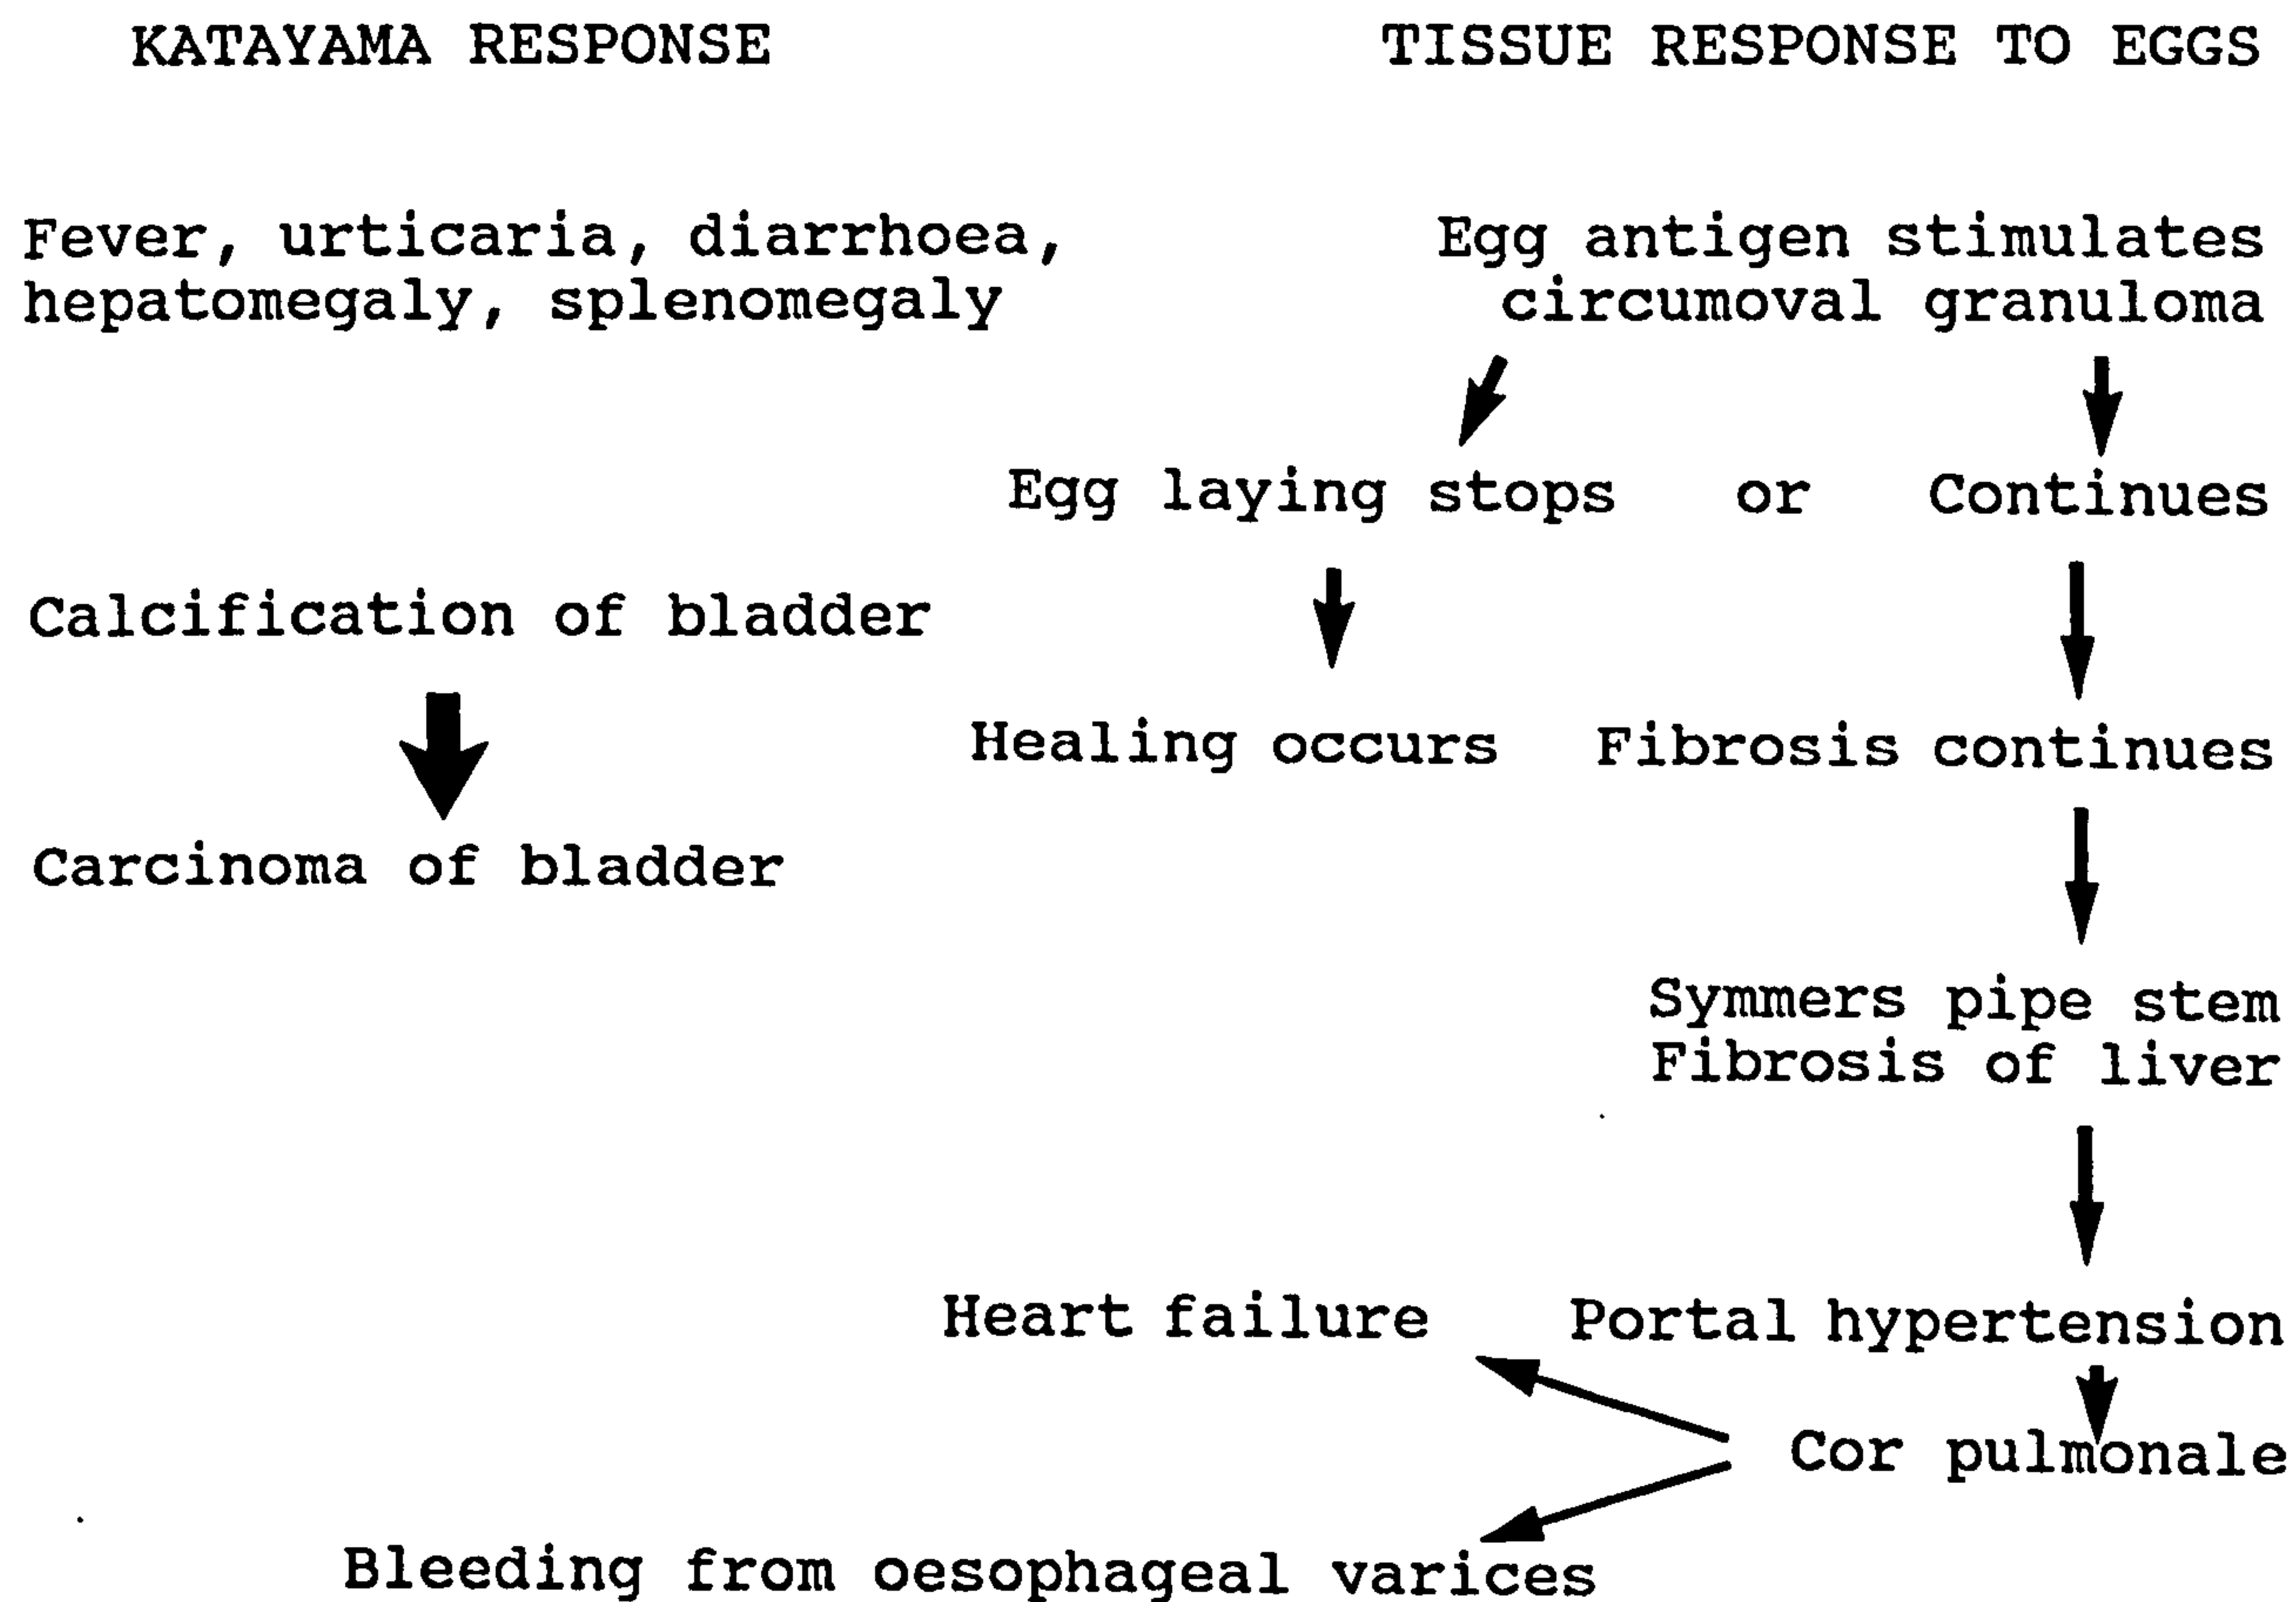 KATAYAMA RESPONSE
TISSUE RESPONSE TO EGGS
Fever, urticaria, diarrhoea,
hepatomegaly, splenomegaly
Egg antigen stimulates
circumoval granuloma
Egg laying stops or Continues
Calcification of bladder
Healing occurs
Fibrosis continues
Carcinoma of bladder
Symmers pipe stem
Fibrosis of liver
Heart failure
Portal hypertension
Cor pulmonale
Bleeding from oesophageal varices